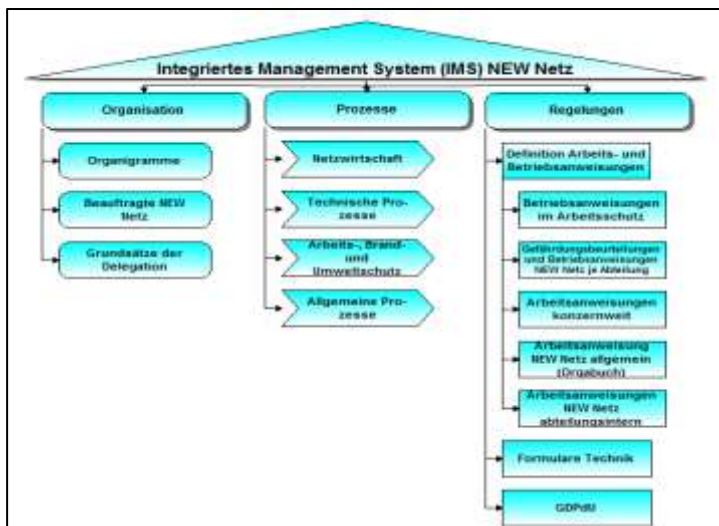 Integriertes Management System (IMS) NEW Netz
Organisation
Organigramme
Beauftragte NEW
Netz
Grundsätze der
Delegation
Prozesse
Netzwirtschaft
Technische Pro-
zesse
Arbeits-, Brand-
und
Umweltschutz
Allgemeine Pro-
zesse
Regelungen
Definition Arbeits- und
Betriebsanweisungen
Betriebsanweisungen
im Arbeitsschutz
Gefährdungsbeurteilungen
und Betriebsanweisungen
NEW Netz je Abteilung
Arbeitsanweisungen
konzernweit
Arbeitsanweisung
NEW Netz allgemein
(Orgabuch)
Arbeitsanweisungen
NEW Netz
abteilungsintern
Formulare Technik
GDPdU